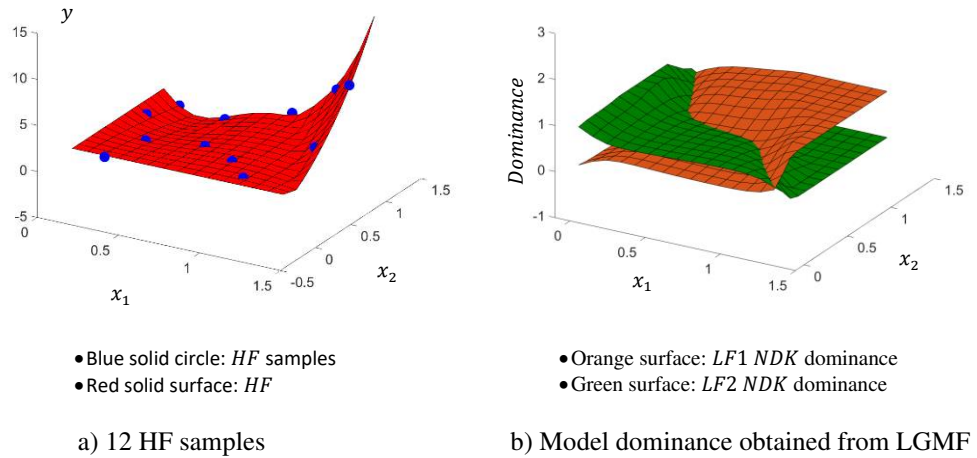 y
15
10
5
0
-5
0
0.5
1
1.5
-0.5
0
0.5
1
1.5
x₁
x₂
Dominance
3
2
1
0
-1
0
0.5
1
1.5
0
0.5
1
1.5
x₁
x₂
● Blue solid circle: HF samples
● Red solid surface: HF
● Orange surface: LF1 NDK dominance
● Green surface: LF2 NDK dominance
a) 12 HF samples
b) Model dominance obtained from LGMF